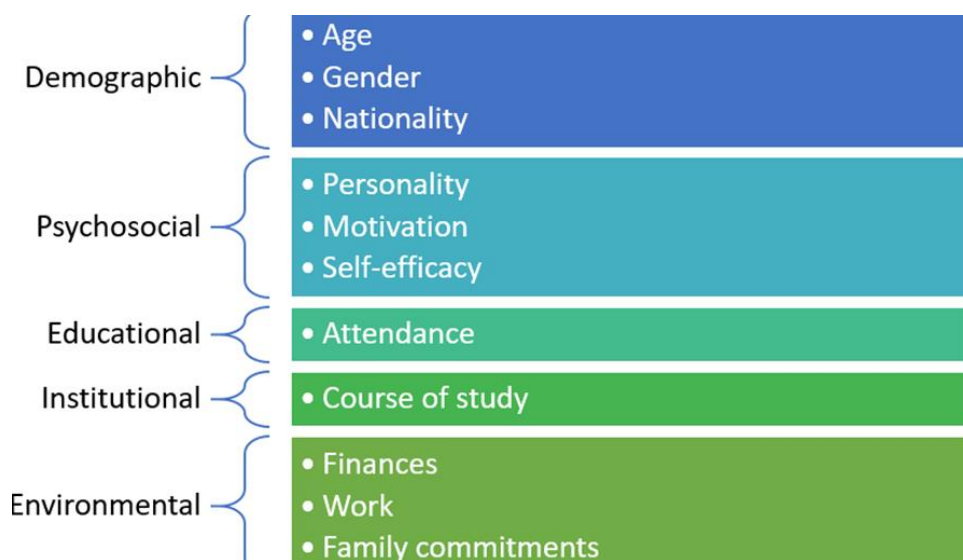 Demographic
• Age
• Gender
• Nationality
Psychosocial
• Personality
• Motivation
• Self-efficacy
Educational
• Attendance
Institutional
• Course of study
Environmental
• Finances
• Work
• Family commitments